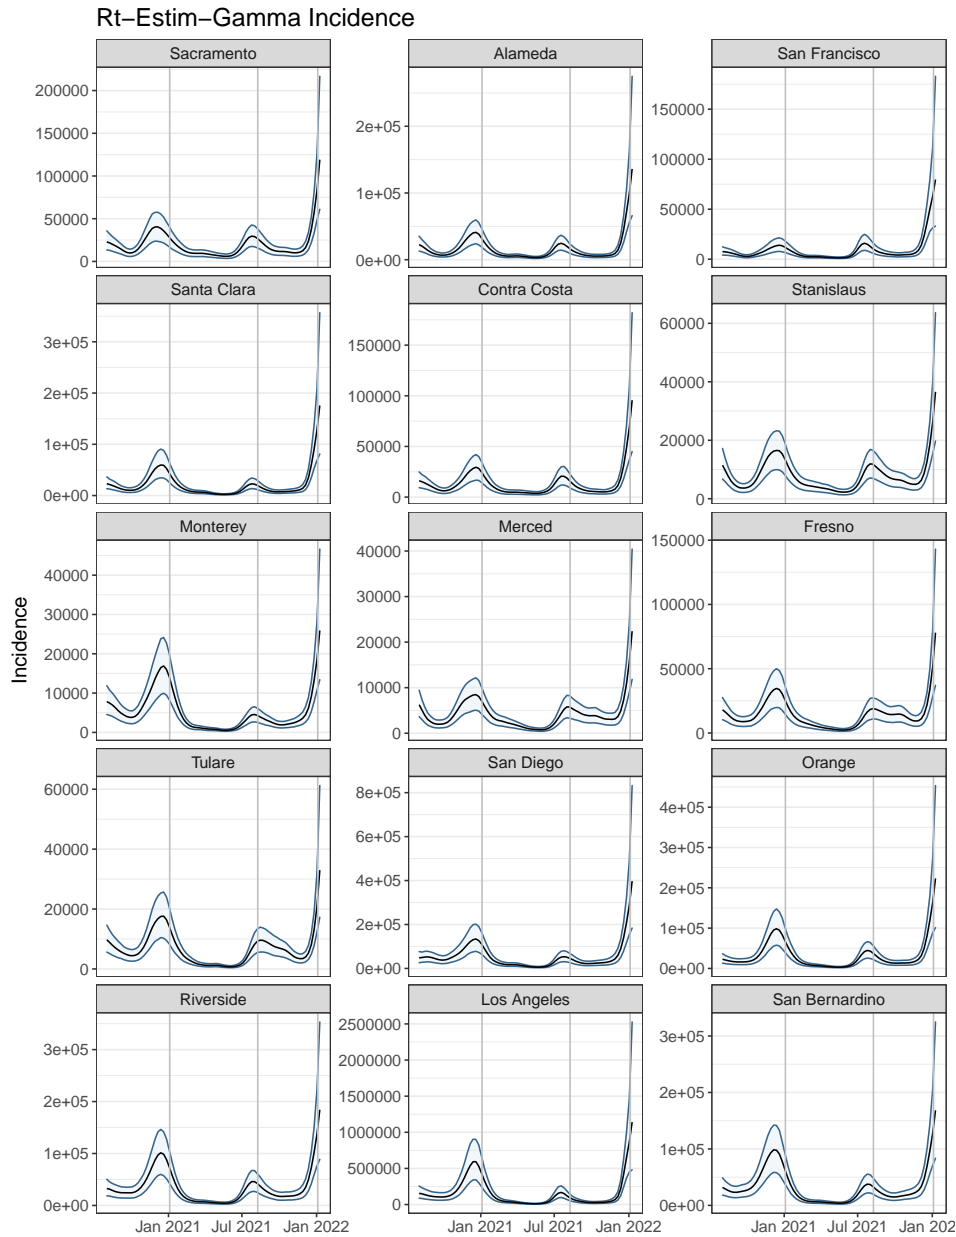 Rt−Estim−Gamma Incidence
Sacramento Alameda San Francisco
200000
150000
100000
50000
0
2e+05
1e+05
0e+00
150000
100000
50000
0
Santa Clara Contra Costa Stanislaus
3e+05
2e+05
1e+05
0e+00
150000
100000
50000
0
60000
40000
20000
0
Monterey Merced Fresno
40000
30000
20000
10000
0
40000
30000
20000
10000
0
150000
100000
50000
0
Incidence
Tulare San Diego Orange
60000
40000
20000
0
8e+05
6e+05
4e+05
2e+05
0e+00
4e+05
3e+05
2e+05
1e+05
0e+00
Riverside Los Angeles San Bernardino
3e+05
2e+05
1e+05
0e+00
2500000
2000000
1500000
1000000
500000
0
3e+05
2e+05
1e+05
0e+00
Jan 2021 Jul 2021 Jan 2022 Jan 2021 Jul 2021 Jan 2022 Jan 2021 Jul 2021 Jan 202